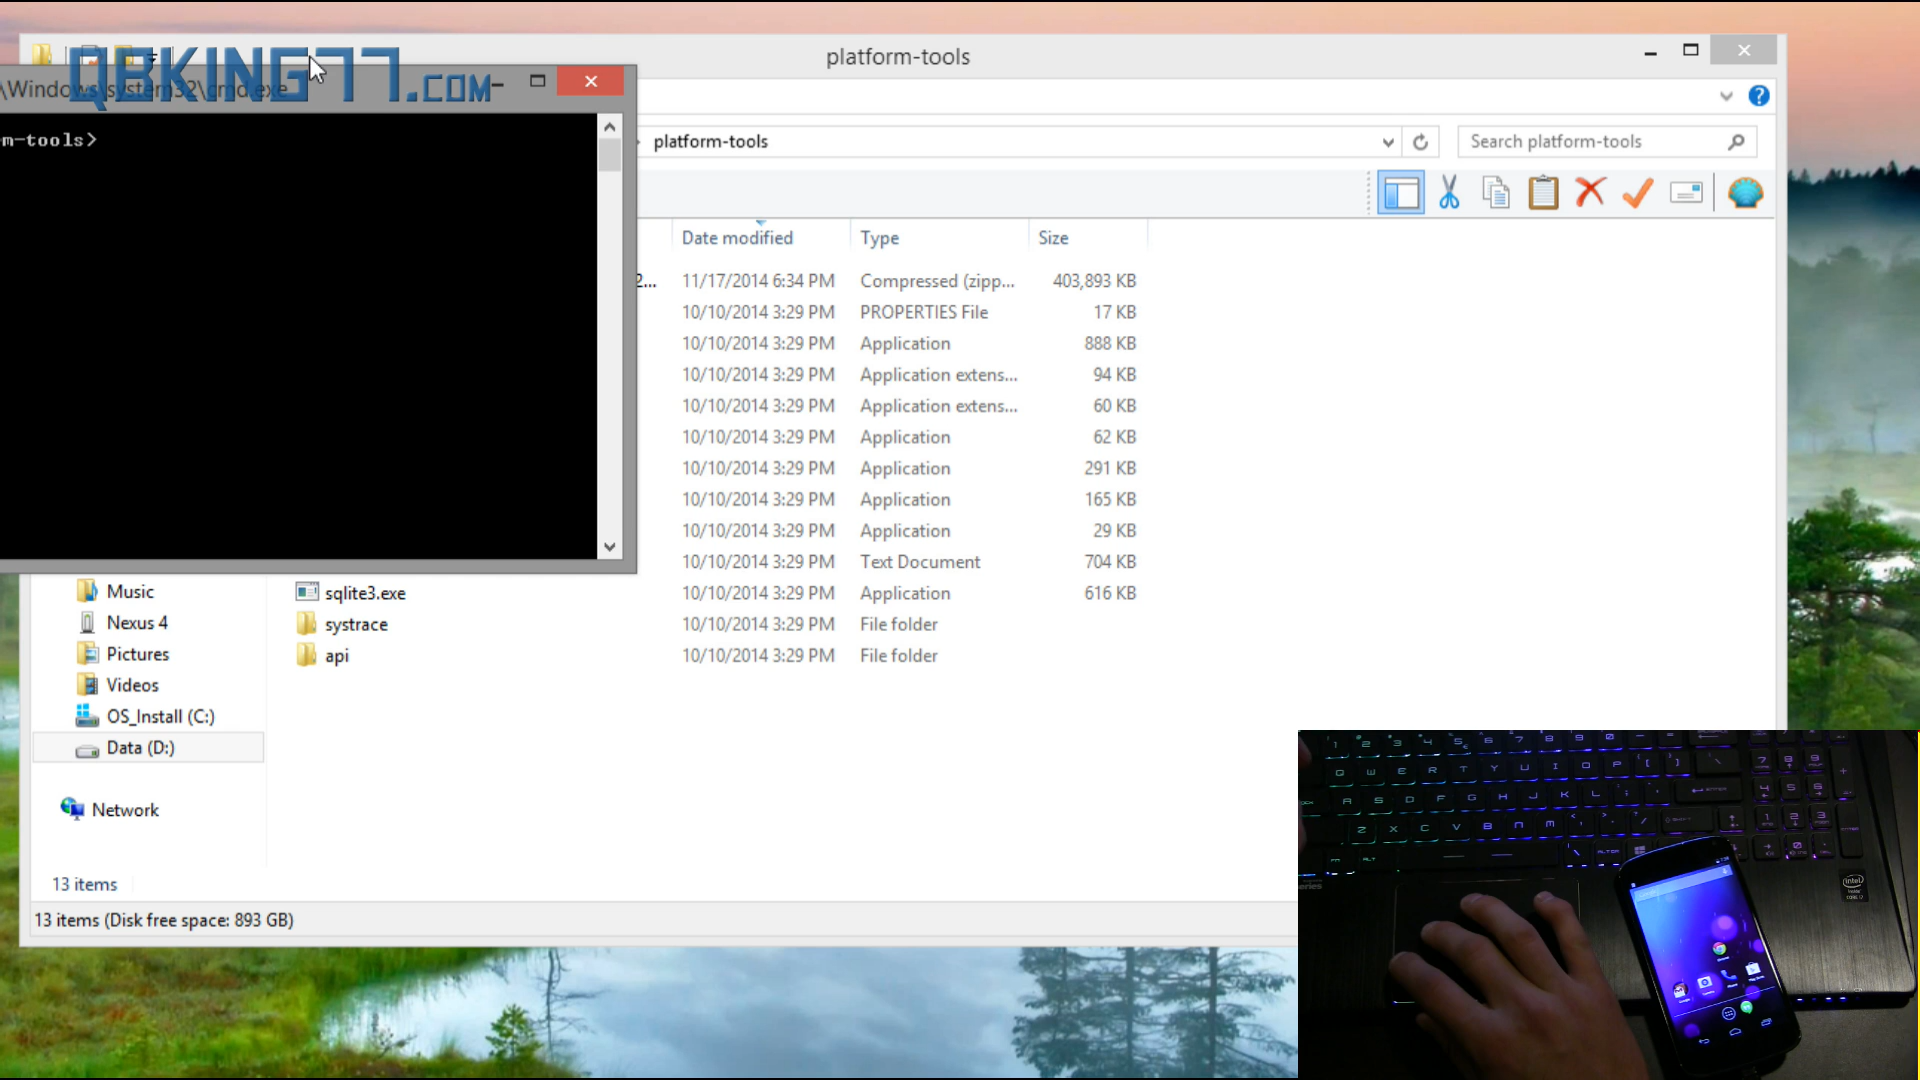 platform-tools
QBKING77.COM
\Windows\system32\cmd.exe
m-tools>
platform-tools
Search platform-tools
Date modified Type Size
2... 11/17/2014 6:34 PM Compressed (zipp... 403,893 KB
10/10/2014 3:29 PM PROPERTIES File 17 KB
10/10/2014 3:29 PM Application 888 KB
10/10/2014 3:29 PM Application extens... 94 KB
10/10/2014 3:29 PM Application extens... 60 KB
10/10/2014 3:29 PM Application 62 KB
10/10/2014 3:29 PM Application 291 KB
10/10/2014 3:29 PM Application 165 KB
10/10/2014 3:29 PM Application 29 KB
10/10/2014 3:29 PM Text Document 704 KB
sqlite3.exe 10/10/2014 3:29 PM Application 616 KB
systrace 10/10/2014 3:29 PM File folder
api 10/10/2014 3:29 PM File folder
Music
Nexus 4
Pictures
Videos
OS_Install (C:)
Data (D:)
Network
13 items
13 items (Disk free space: 893 GB)
Q W E R T Y U I O P
A S D F G H J K L
Z X C V B N M
intel